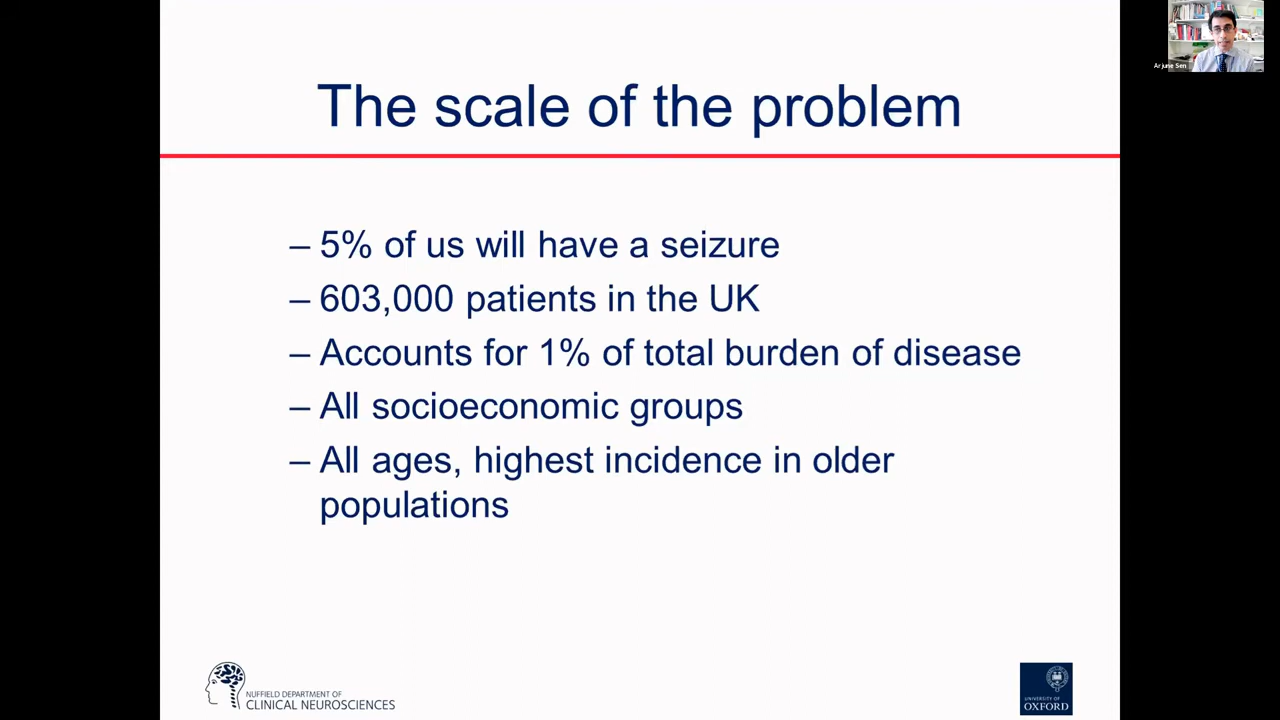 Arjune Sen
The scale of the problem
– 5% of us will have a seizure
– 603,000 patients in the UK
– Accounts for 1% of total burden of disease
– All socioeconomic groups
– All ages, highest incidence in older
populations
NUFFIELD DEPARTMENT OF
CLINICAL NEUROSCIENCES
UNIVERSITY OF
OXFORD